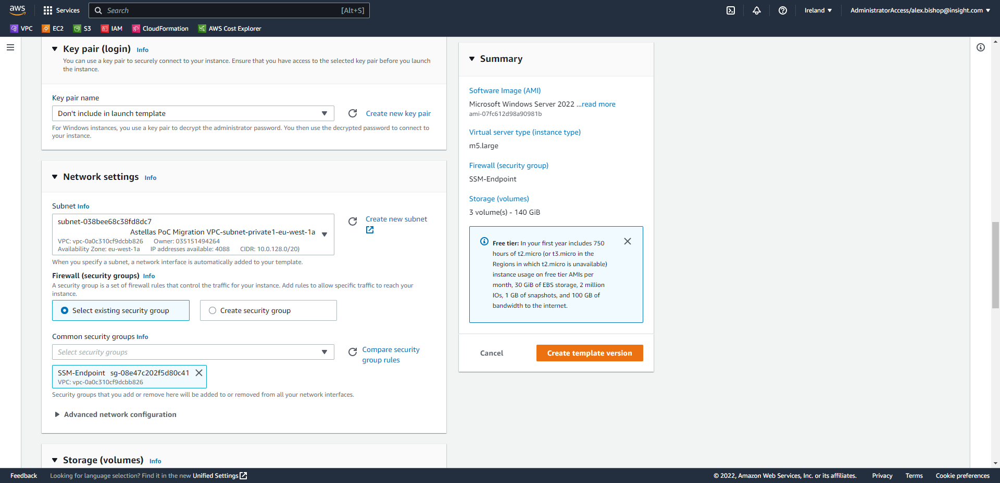 aws
Services
Search
[Alt+S]
Ireland
AdministratorAccess/alex.bishop@insight.com
VPC
EC2
S3
IAM
CloudFormation
AWS Cost Explorer
Key pair (login) Info
You can use a key pair to securely connect to your instance. Ensure that you have access to the selected key pair before you launch
the instance.
Key pair name
Don't include in launch template
Create new key pair
For Windows instances, you use a key pair to decrypt the administrator password. You then use the decrypted password to connect to
your instance.
Network settings Info
Subnet Info
subnet-038bee68c38fd8dc7
Astellas PoC Migration VPC-subnet-private1-eu-west-1a
VPC: vpc-0a0c310cf9dcbb826 Owner: 035151494264
Availability Zone: eu-west-1a IP addresses available: 4088 CIDR: 10.0.128.0/20)
Create new subnet
When you specify a subnet, a network interface is automatically added to your template.
Firewall (security groups) Info
A security group is a set of firewall rules that control the traffic for your instance. Add rules to allow specific traffic to reach your
instance.
Select existing security group
Create security group
Common security groups Info
Select security groups
Compare security
group rules
SSM-Endpoint sg-08e47c202f5d80c41
VPC: vpc-0a0c310cf9dcbb826
Security groups that you add or remove here will be added to or removed from all your network interfaces.
Advanced network configuration
Storage (volumes) Info
Summary
Software Image (AMI)
Microsoft Windows Server 2022 ...read more
ami-07fc612d98a90981b
Virtual server type (instance type)
m5.large
Firewall (security group)
SSM-Endpoint
Storage (volumes)
3 volume(s) - 140 GiB
Free tier: In your first year includes 750
hours of t2.micro (or t3.micro in the
Regions in which t2.micro is unavailable)
instance usage on free tier AMIs per
month, 30 GiB of EBS storage, 2 million
IOs, 1 GB of snapshots, and 100 GB of
bandwidth to the internet.
Cancel
Create template version
Feedback
Looking for language selection? Find it in the new Unified Settings
© 2022, Amazon Web Services, Inc. or its affiliates.
Privacy
Terms
Cookie preferences